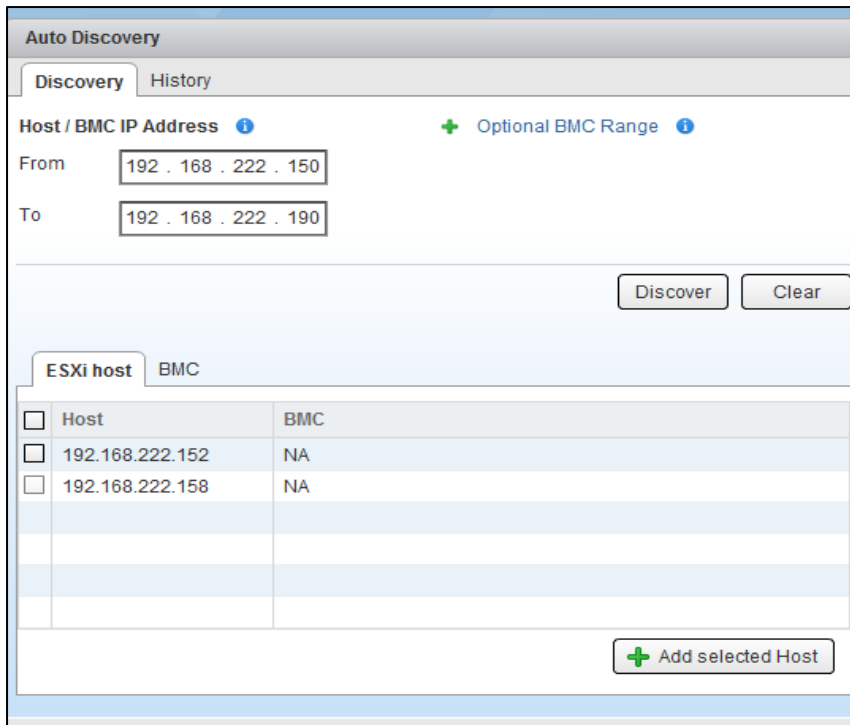 Auto Discovery
Discovery History
Host / BMC IP Address Optional BMC Range
From 192 . 168 . 222 . 150
To 192 . 168 . 222 . 190
Discover Clear
ESXi host BMC
Host BMC
192.168.222.152 NA
192.168.222.158 NA
Add selected Host